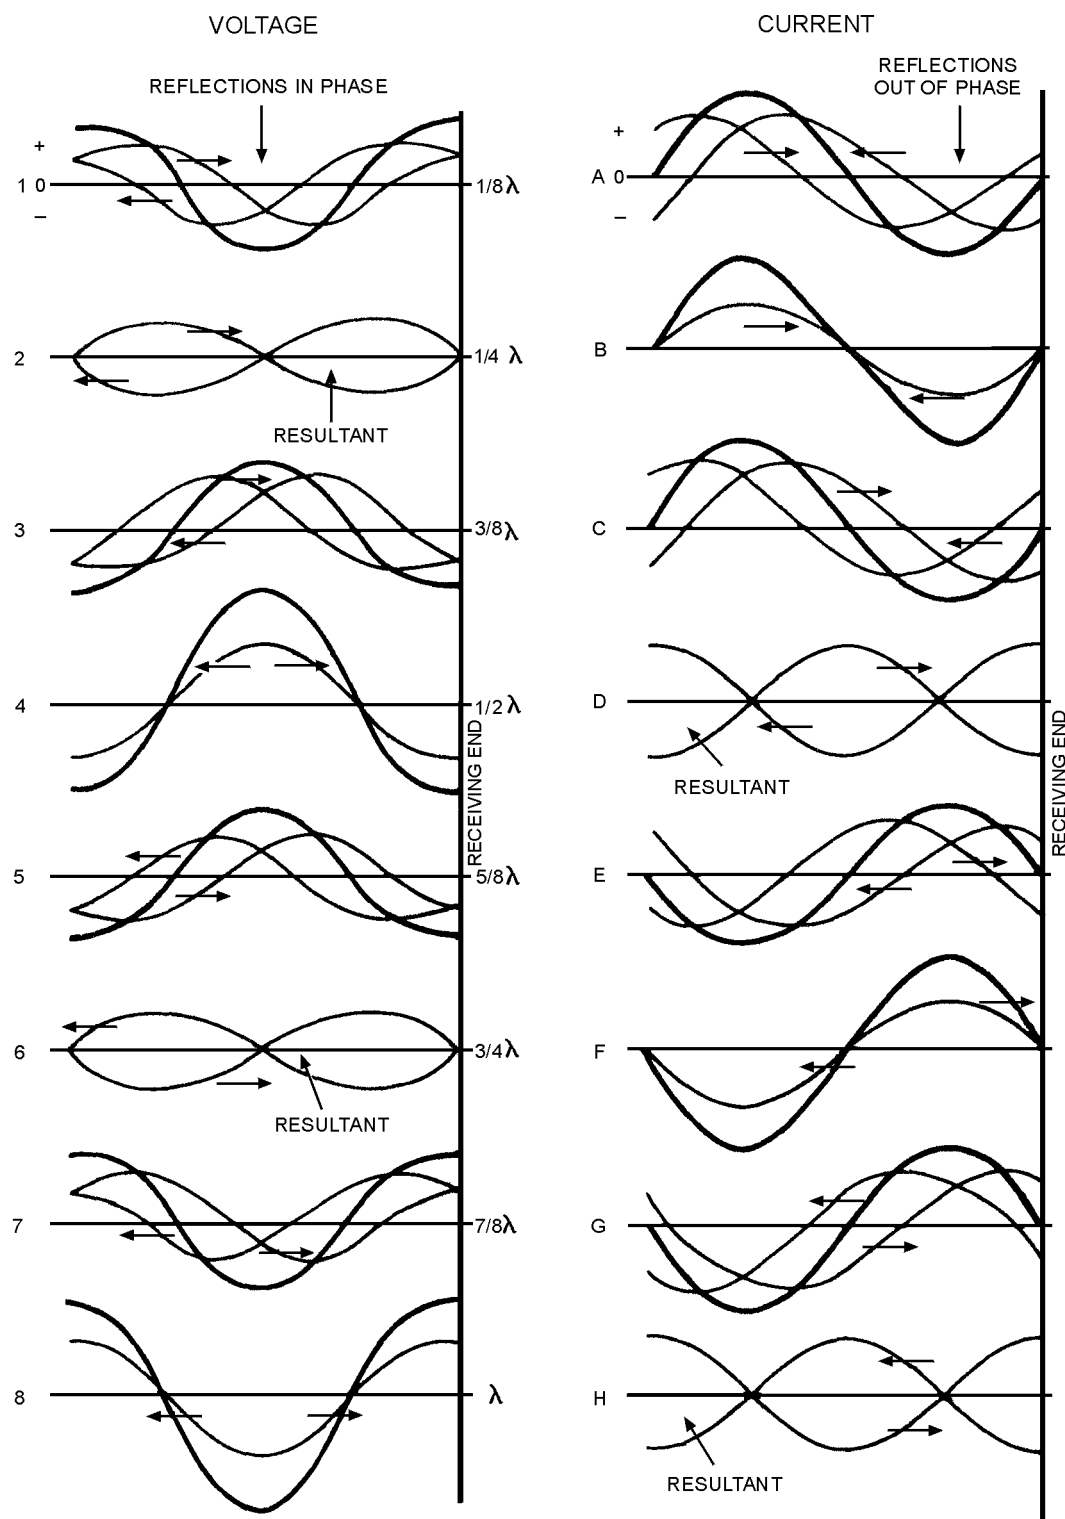 VOLTAGE
REFLECTIONS IN PHASE
+
1 0
–
1/8λ
2
1/4 λ
RESULTANT
3
3/8λ
4
1/2λ
RECEIVING END
5
5/8λ
6
3/4λ
RESULTANT
7
7/8λ
8
λ
CURRENT
REFLECTIONS
OUT OF PHASE
+
A 0
–
B
C
D
RESULTANT
RECEIVING END
E
F
G
H
RESULTANT